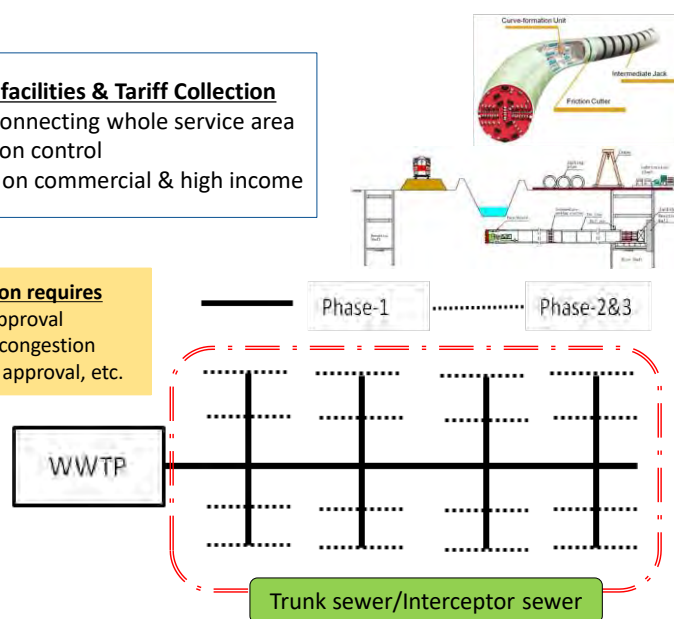 Curve-formation Unit
Intermediate Jack
Friction Cutter
facilities & Tariff Collection
onnecting whole service area
on control
on commercial & high income
on requires
pproval
congestion
approval, etc.
Phase-1
Phase-2&3
WWTP
Trunk sewer/Interceptor sewer